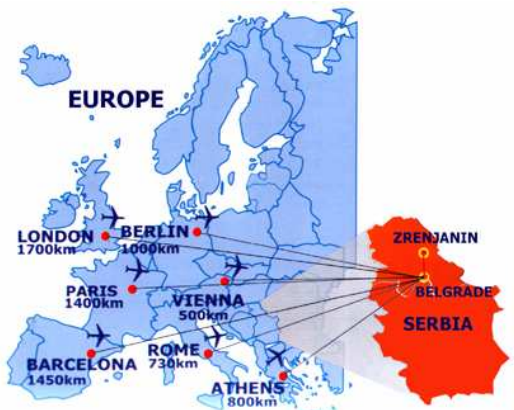 EUROPE
LONDON
1700km
BERLIN
1000km
ZRENJANIN
PARIS
1400km
VIENNA
500km
BELGRADE
SERBIA
BARCELONA
1450km
ROME
730km
ATHENS
800km